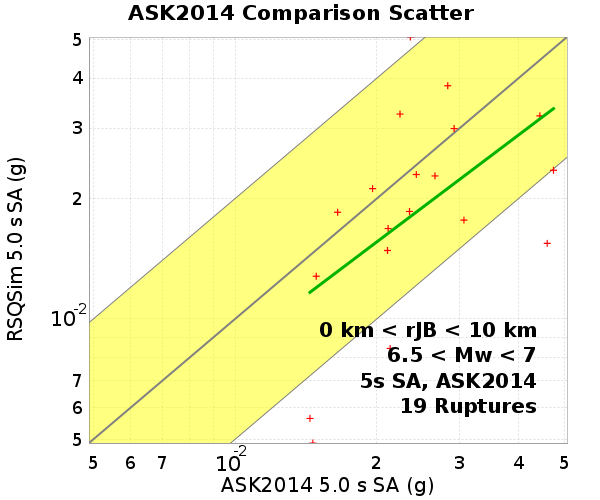 ASK2014 Comparison Scatter
RSQSim 5.0 s SA (g)
5
4
3
2
10-2
7
6
5
0 km < rJB < 10 km
6.5 < Mw < 7
5s SA, ASK2014
19 Ruptures
5 6 7 10-2 2 3 4 5
ASK2014 5.0 s SA (g)